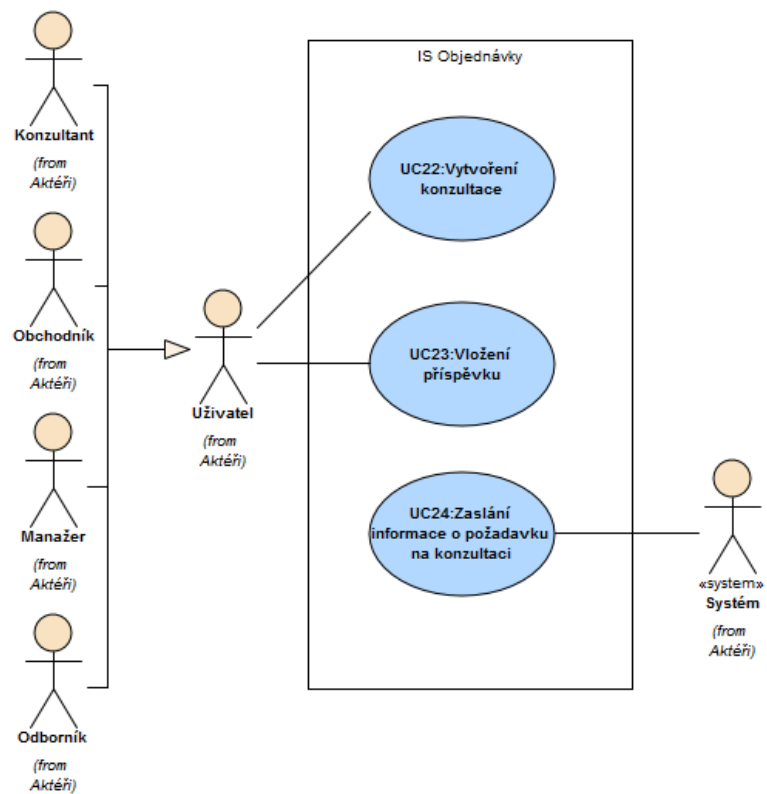 IS Objednávky
Konzultant
(from
Aktéři)
UC22:Vytvoření
konzultace
Obchodník
(from
Aktéři)
Uživatel
(from
Aktéři)
UC23:Vložení
příspěvku
Manažer
(from
Aktéři)
UC24:Zaslání
informace o požadavku
na konzultaci
«system»
Systém
(from
Aktéři)
Odborník
(from
Aktéři)